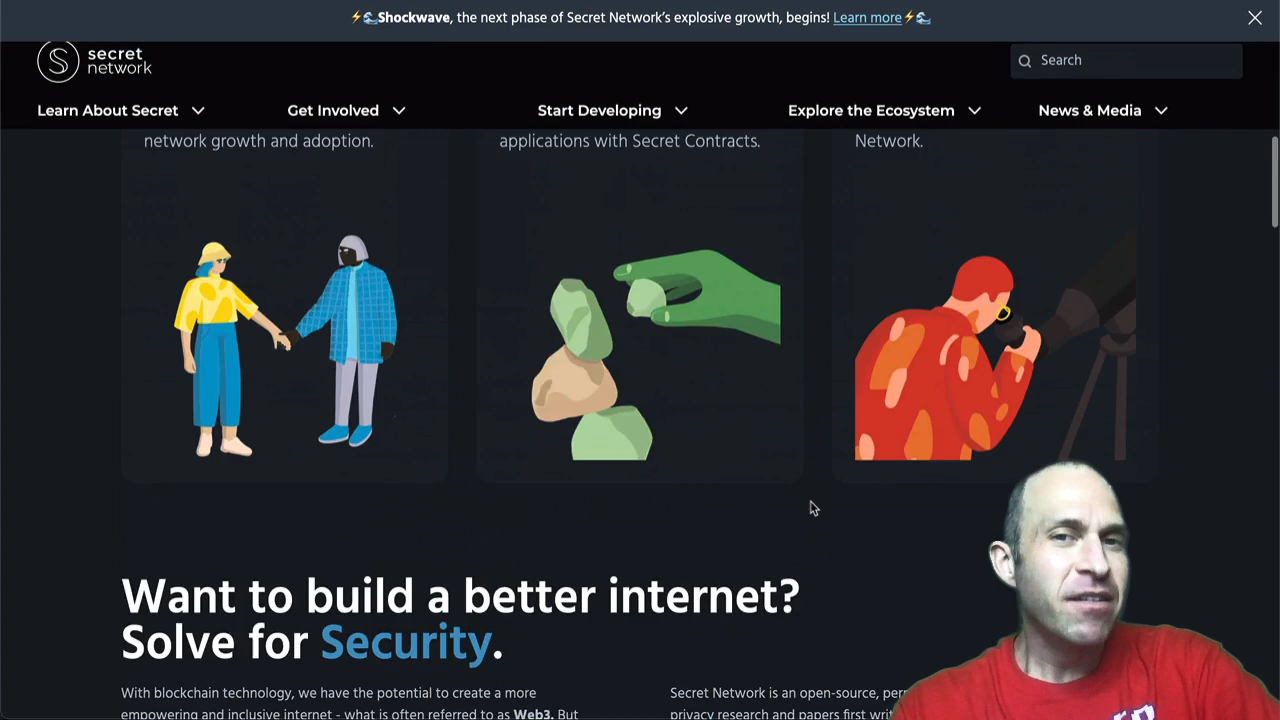 ⚡🌊Shockwave, the next phase of Secret Network’s explosive growth, begins! Learn more⚡🌊
secret
network
Search
Learn About Secret
Get Involved
Start Developing
Explore the Ecosystem
News & Media
network growth and adoption.
applications with Secret Contracts.
Network.
Want to build a better internet?
Solve for Security.
With blockchain technology, we have the potential to create a more
empowering and inclusive internet - what is often referred to as Web3. But
Secret Network is an open-source,
privacy research and papers first